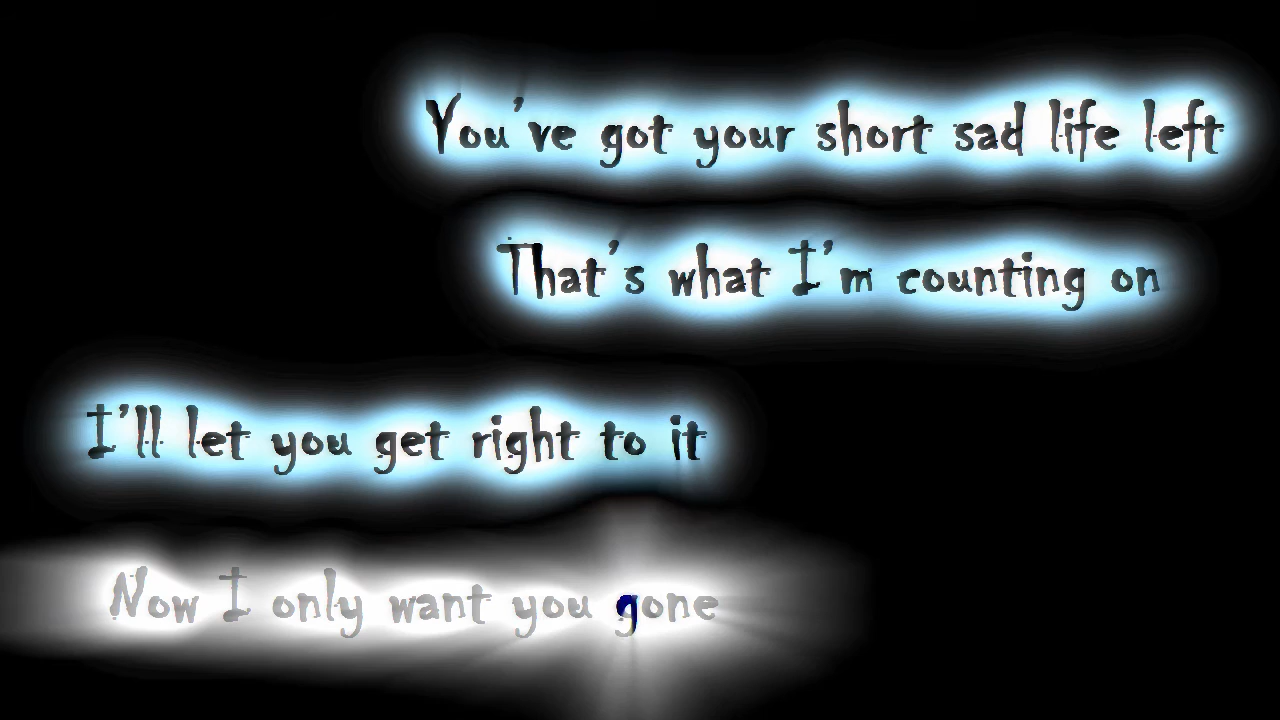 You've got your short sad life left
That's what I'm counting on
I'll let you get right to it
Now I only want you gone